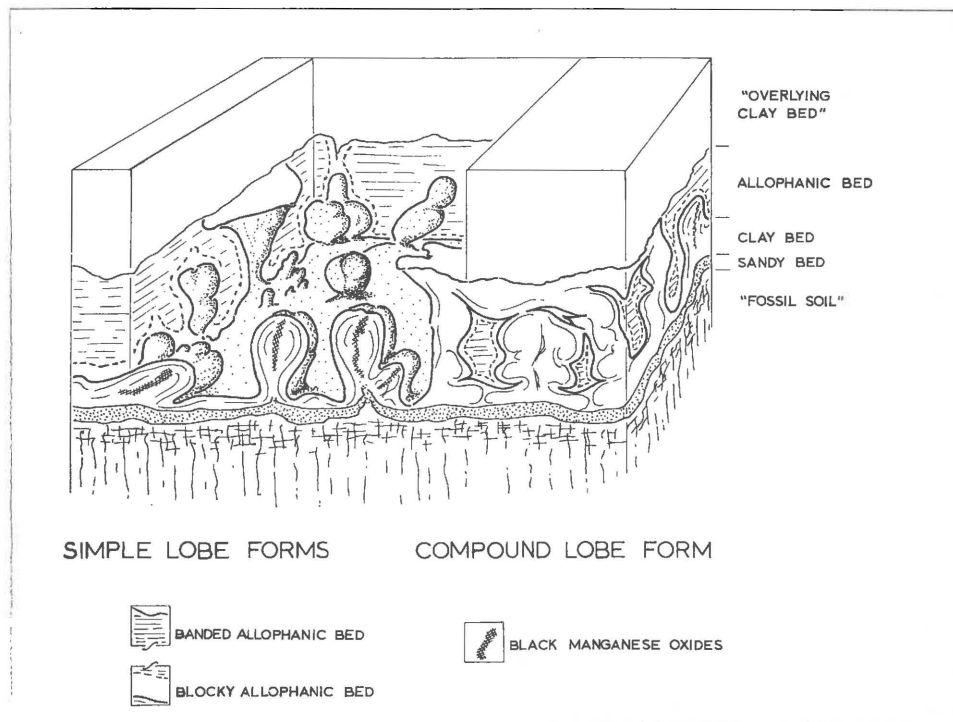 "OVERLYING
CLAY BED"
ALLOPHANIC BED
CLAY BED
SANDY BED
"FOSSIL SOIL"
SIMPLE LOBE FORMS
COMPOUND LOBE FORM
BANDED ALLOPHANIC BED
BLACK MANGANESE OXIDES
BLOCKY ALLOPHANIC BED